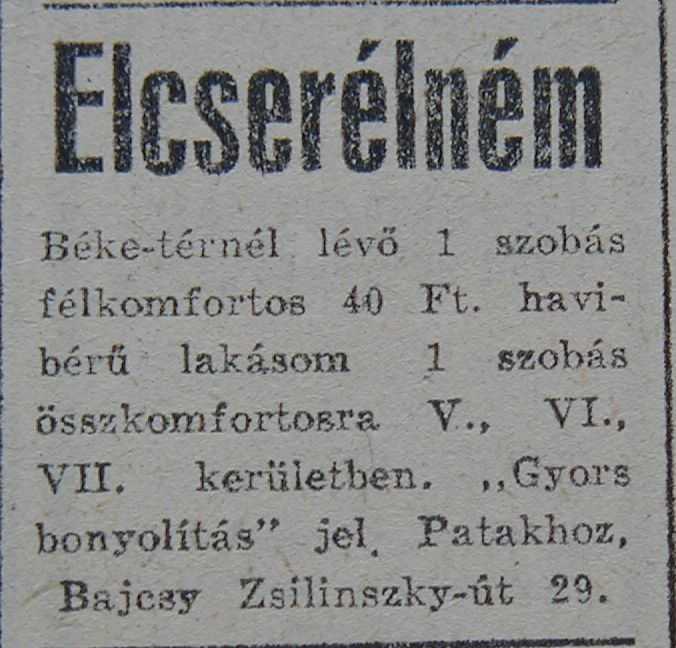 Elcserélném
Béke-térnél lévő 1 szobás
félkomfortos 40 Ft. havi-
bérű lakásom 1 szobás
összkomfortosra V., VI.,
VII. kerületben. „Gyors
bonyolítás” jel. Patakhoz,
Bajcsy Zsilinszky-út 29.